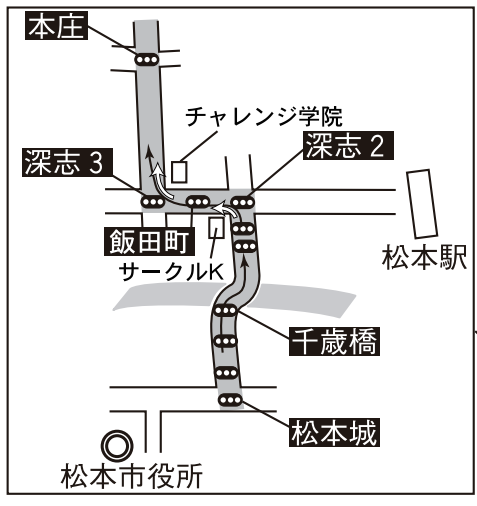 本庄
チャレンジ学院
深志2
深志3
飯田町
サークルK
松本駅
千歳橋
松本城
松本市役所